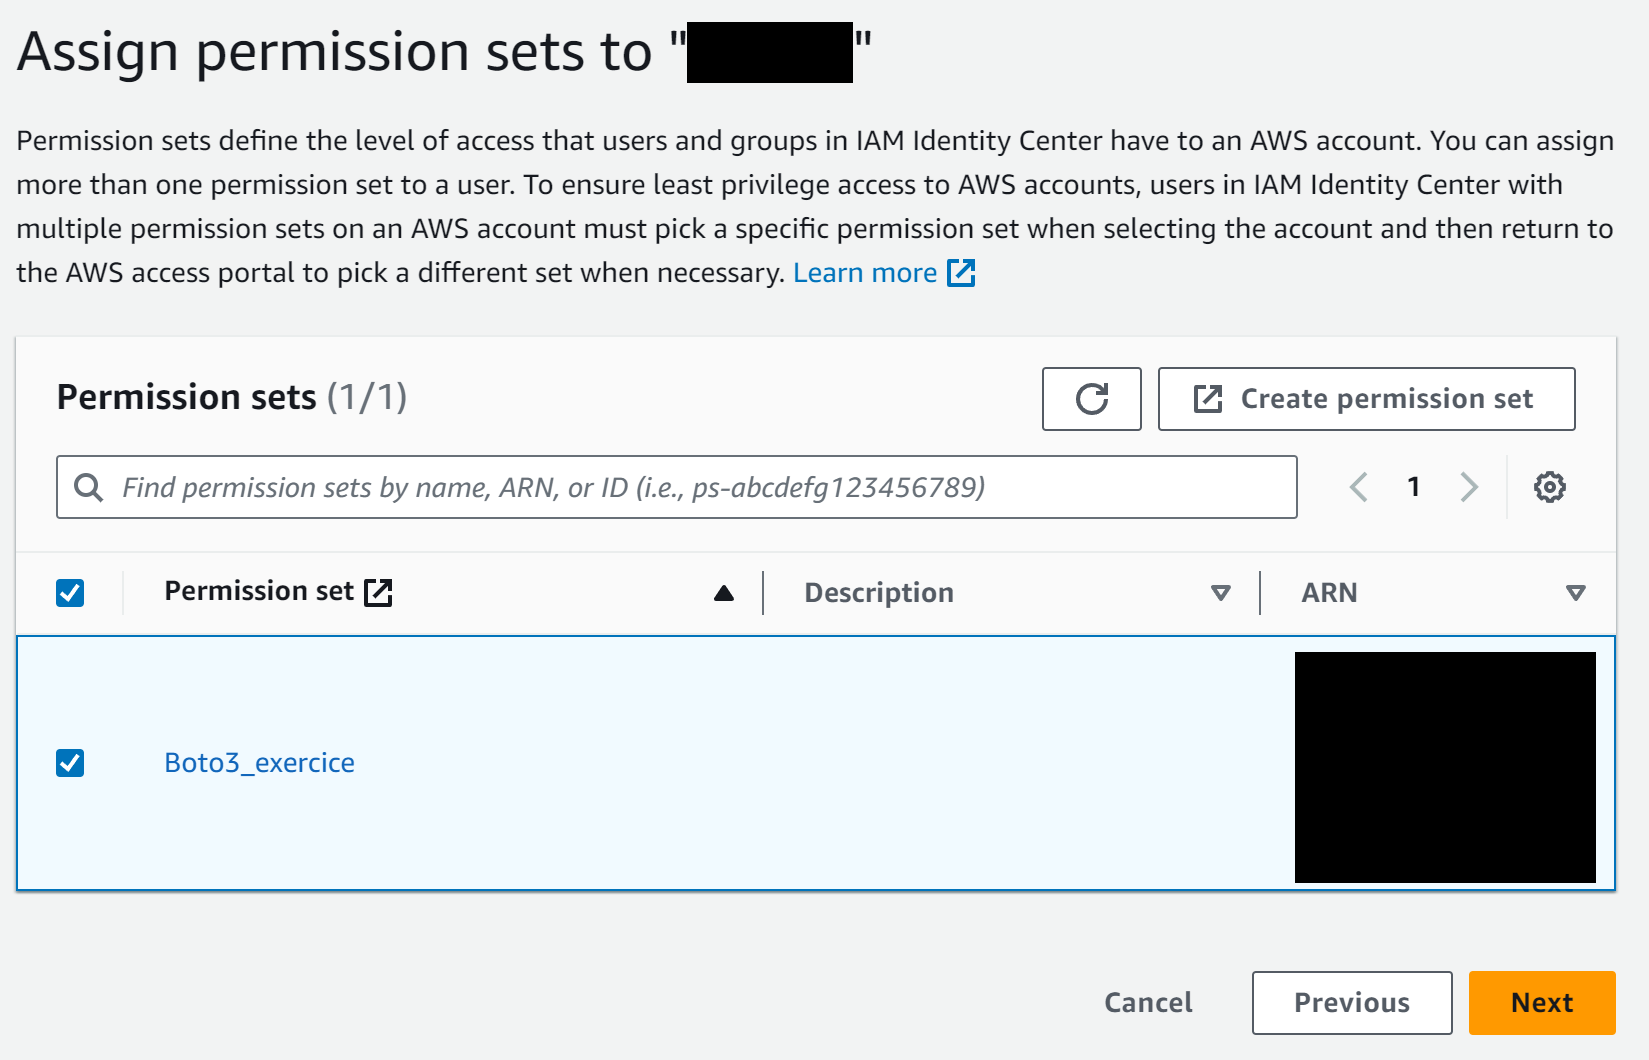 Assign permission sets to " "
Permission sets define the level of access that users and groups in IAM Identity Center have to an AWS account. You can assign
more than one permission set to a user. To ensure least privilege access to AWS accounts, users in IAM Identity Center with
multiple permission sets on an AWS account must pick a specific permission set when selecting the account and then return to
the AWS access portal to pick a different set when necessary. Learn more
Permission sets (1/1)
Create permission set
Find permission sets by name, ARN, or ID (i.e., ps-abcdefg123456789)
1
Permission set
Description
ARN
Boto3_exercice
Cancel
Previous
Next